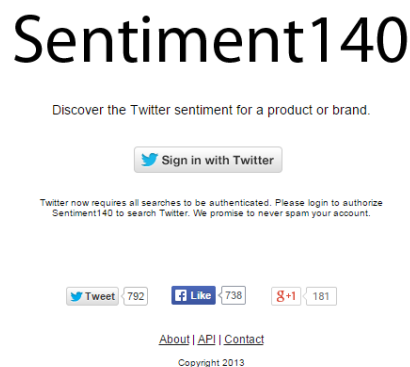 Sentiment140
Discover the Twitter sentiment for a product or brand.
Sign in with Twitter
Twitter now requires all searches to be authenticated. Please login to authorize
Sentiment140 to search Twitter. We promise to never spam your account.
Tweet 792 Like 738 g+1 181
About | API | Contact
Copyright 2013